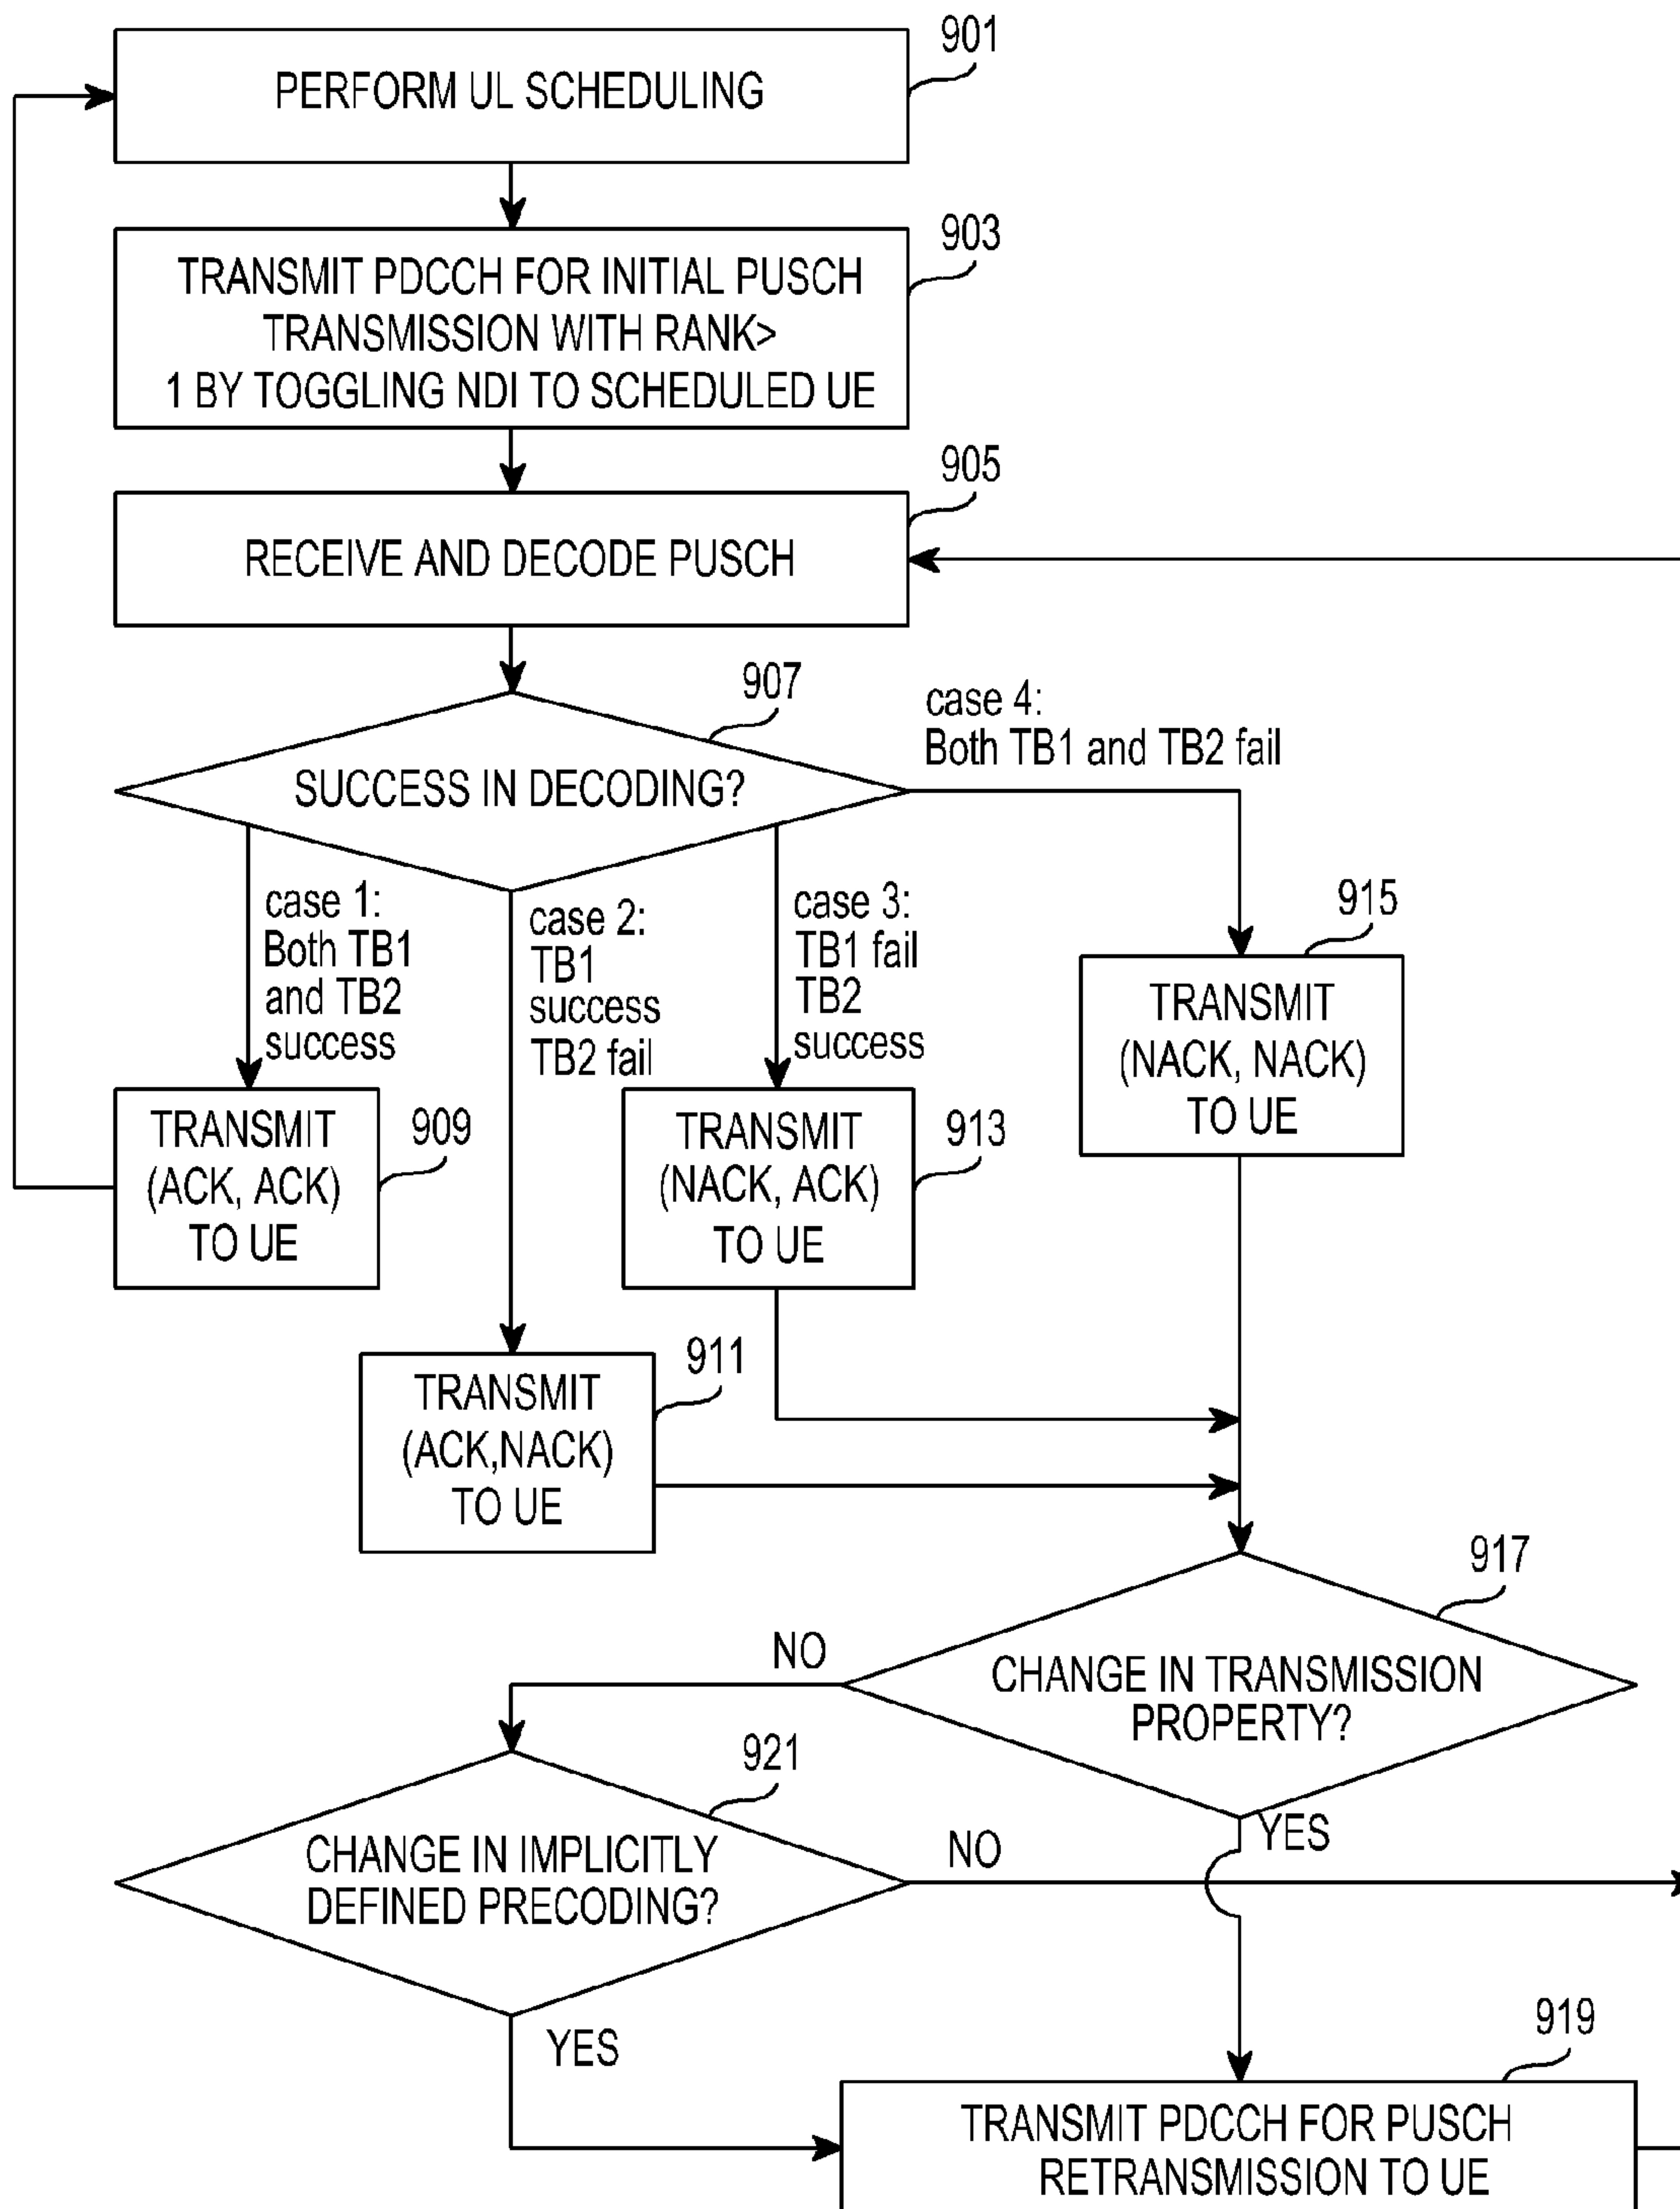 901
PERFORM UL SCHEDULING
903
TRANSMIT PDCCH FOR INITIAL PUSCH
TRANSMISSION WITH RANK>
1 BY TOGGLING NDI TO SCHEDULED UE
905
RECEIVE AND DECODE PUSCH
907
SUCCESS IN DECODING?
case 4:
Both TB1 and TB2 fail
case 1:
Both TB1
and TB2
success
case 2:
TB1
success
TB2 fail
case 3:
TB1 fail
TB2
success
915
TRANSMIT
(NACK, NACK)
TO UE
TRANSMIT
(ACK, ACK)
TO UE
909
TRANSMIT
(NACK, ACK)
TO UE
913
911
TRANSMIT
(ACK,NACK)
TO UE
917
NO
CHANGE IN TRANSMISSION
PROPERTY?
921
YES
CHANGE IN IMPLICITLY
DEFINED PRECODING?
NO
YES
919
TRANSMIT PDCCH FOR PUSCH
RETRANSMISSION TO UE